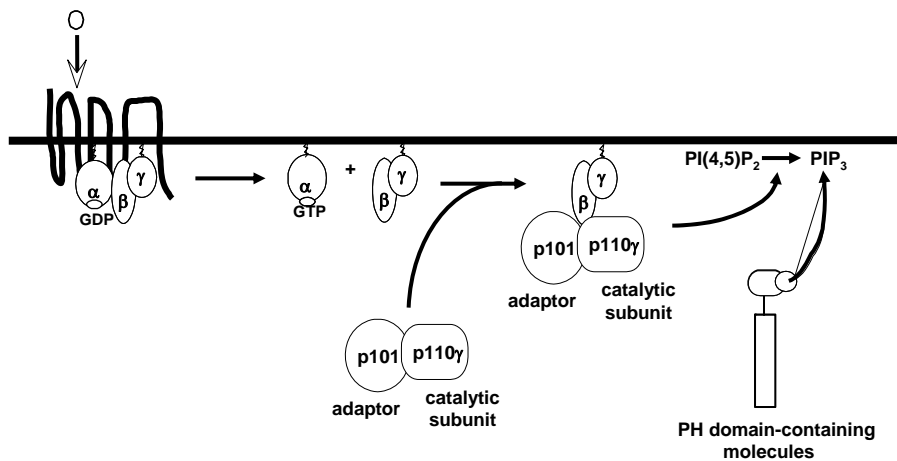 α
β
γ
GDP
α
GTP
+
β
γ
γ
β
p101
p110γ
adaptor
catalytic
subunit
PI(4,5)P₂
PIP₃
p101
p110γ
adaptor
catalytic
subunit
PH domain-containing
molecules